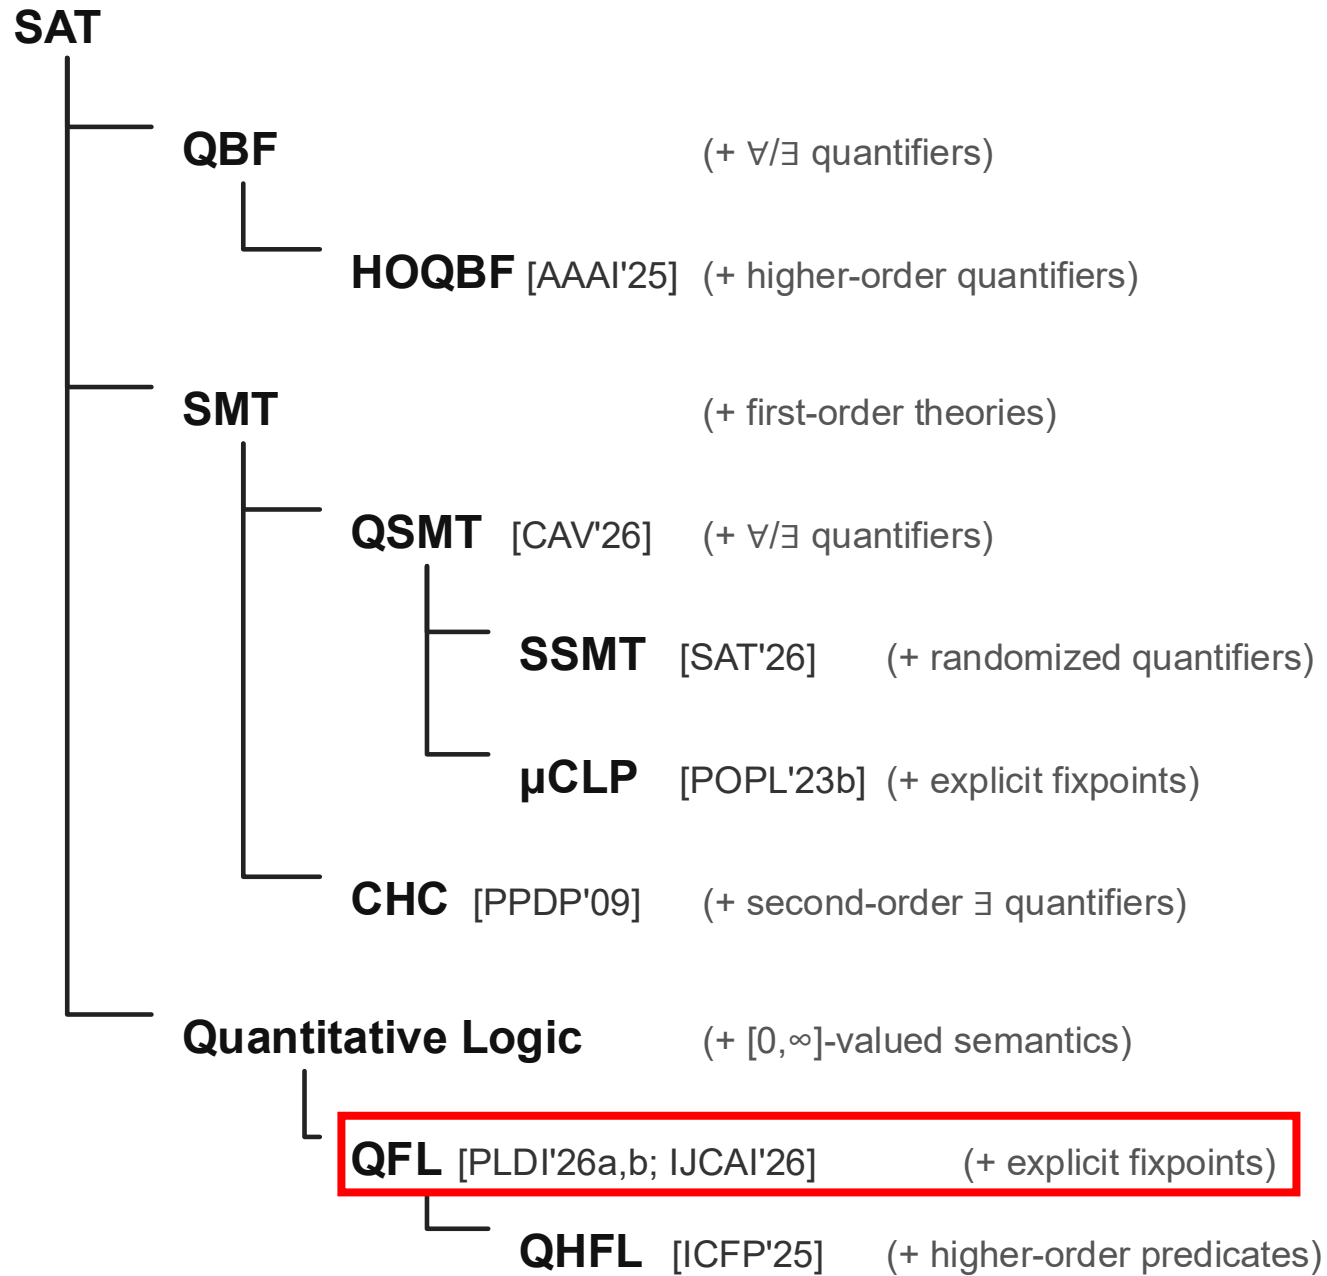 SAT
QBF (+ ∀/∃ quantifiers)
HOQBF [AAAI'25] (+ higher-order quantifiers)
SMT (+ first-order theories)
QSMT [CAV'26] (+ ∀/∃ quantifiers)
SSMT [SAT'26] (+ randomized quantifiers)
μCLP [POPL'23b] (+ explicit fixpoints)
CHC [PPDP'09] (+ second-order ∃ quantifiers)
Quantitative Logic (+ [0,∞]-valued semantics)
QFL [PLDI'26a,b; IJCAI'26] (+ explicit fixpoints)
QHFL [ICFP'25] (+ higher-order predicates)